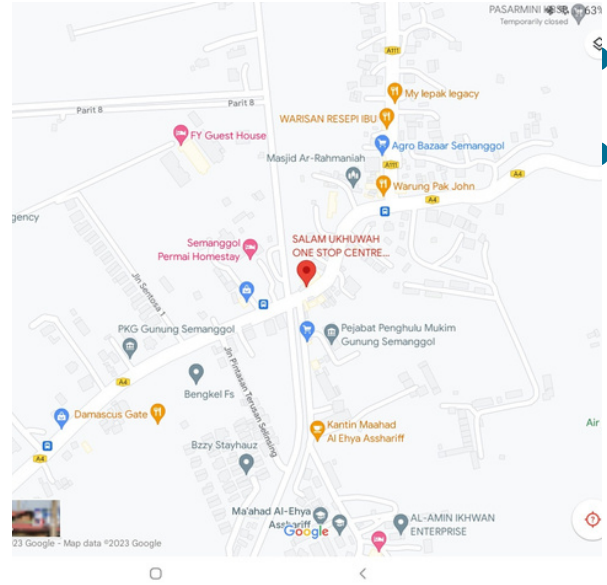 PASARMINI
Temporarily closed
63%
A111
My lepak legacy
Parit 8
Parit 8
WARISAN RESEPI IBU
FY Guest House
Agro Bazaar Semanggol
Masjid Ar-Rahmaniah
A111
A4
Warung Pak John
A4
gency
Semanggol
Permai Homestay
SALAM UKHUWAH
ONE STOP CENTRE...
Jln Sentosa 1
PKG Gunung Semanggol
Pejabat Penghulu Mukim
Gunung Semanggol
Jln Pintasan Terusan Selinsing
A4
Bengkel Fs
Damascus Gate
Kantin Maahad
Al Ehya Asshariff
Air
Bzzy Stayhauz
A4
Ma'ahad Al-Ehya
Asshariff
AL-AMIN IKHWAN
ENTERPRISE
Google
23 Google - Map data ©2023 Google